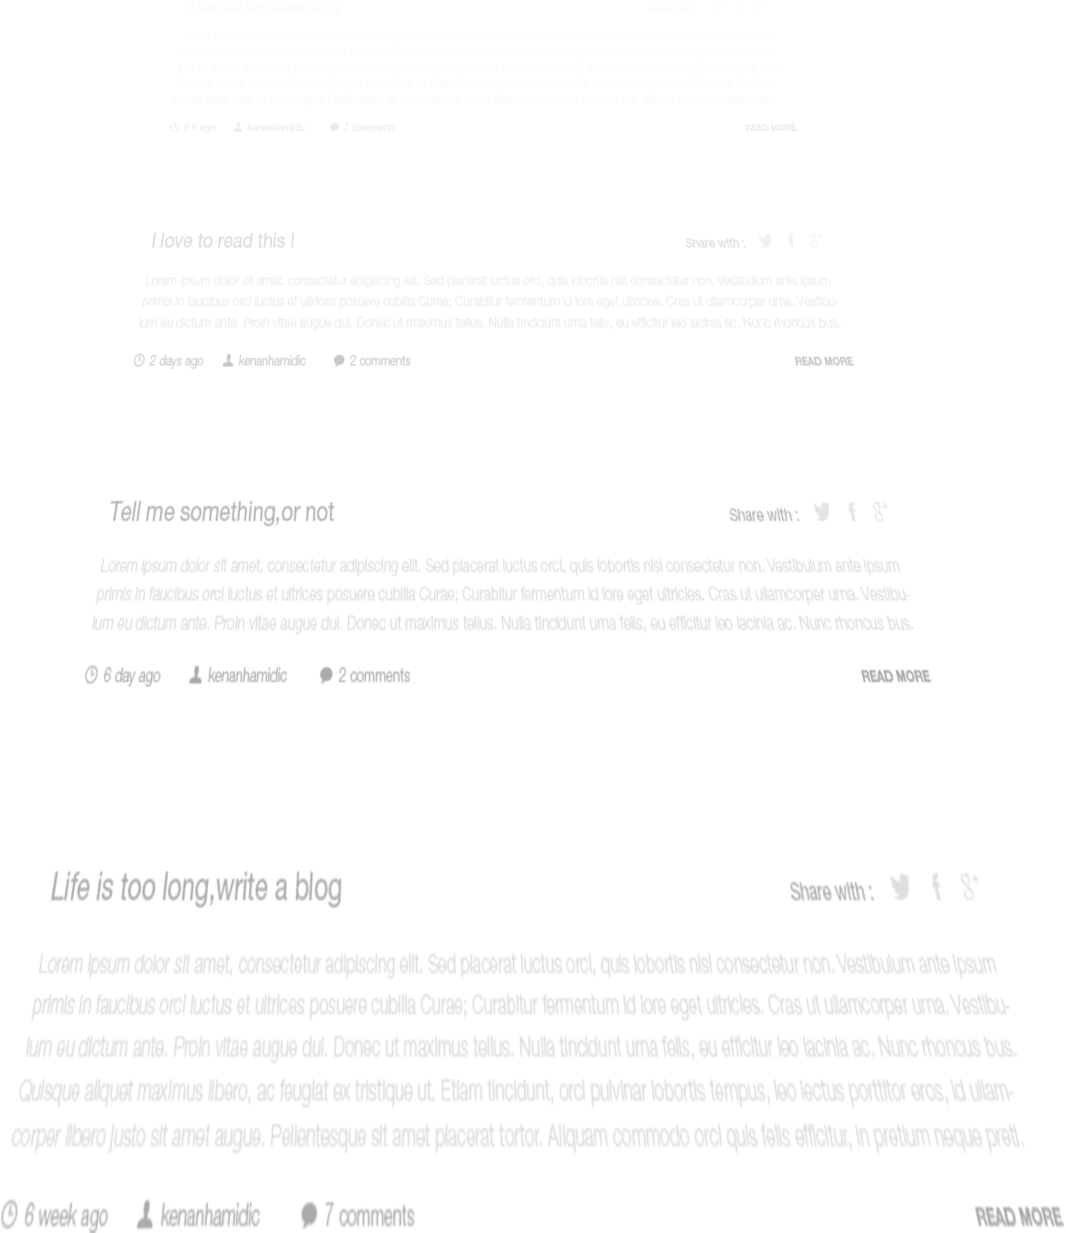 This will be super blog.
6 h ago kenanhamidic 7 comments READ MORE
I love to read this ! Share with :
Lorem ipsum dolor sit amet, consectetur adipiscing elit. Sed placerat luctus orci, quis lobortis nisl consectetur non. Vestibulum ante ipsum
primis in faucibus orci luctus et ultrices posuere cubilia Curae; Curabitur fermentum id lore eget ultricies. Cras ut ullamcorper urna. Vestibu-
lum eu dictum ante. Proin vitae augue dui. Donec ut maximus tellus. Nulla tincidunt urna felis, eu efficitur leo lacinia ac. Nunc rhoncus bus.
2 days ago kenanhamidic 2 comments READ MORE
Tell me something,or not Share with :
Lorem ipsum dolor sit amet, consectetur adipiscing elit. Sed placerat luctus orci, quis lobortis nisl consectetur non. Vestibulum ante ipsum
primis in faucibus orci luctus et ultrices posuere cubilia Curae; Curabitur fermentum id lore eget ultricies. Cras ut ullamcorper urna. Vestibu-
lum eu dictum ante. Proin vitae augue dui. Donec ut maximus tellus. Nulla tincidunt urna felis, eu efficitur leo lacinia ac. Nunc rhoncus bus.
6 day ago kenanhamidic 2 comments READ MORE
Life is too long,write a blog Share with :
Lorem ipsum dolor sit amet, consectetur adipiscing elit. Sed placerat luctus orci, quis lobortis nisl consectetur non. Vestibulum ante ipsum
primis in faucibus orci luctus et ultrices posuere cubilia Curae; Curabitur fermentum id lore eget ultricies. Cras ut ullamcorper urna. Vestibu-
lum eu dictum ante. Proin vitae augue dui. Donec ut maximus tellus. Nulla tincidunt urna felis, eu efficitur leo lacinia ac. Nunc rhoncus bus.
Quisque aliquet maximus libero, ac feugiat ex tristique ut. Etiam tincidunt, orci pulvinar lobortis tempus, leo lectus porttitor eros, id ullam-
corper libero justo sit amet augue. Pellentesque sit amet placerat tortor. Aliquam commodo orci quis felis efficitur, in pretium neque preti.
6 week ago kenanhamidic 7 comments READ MORE